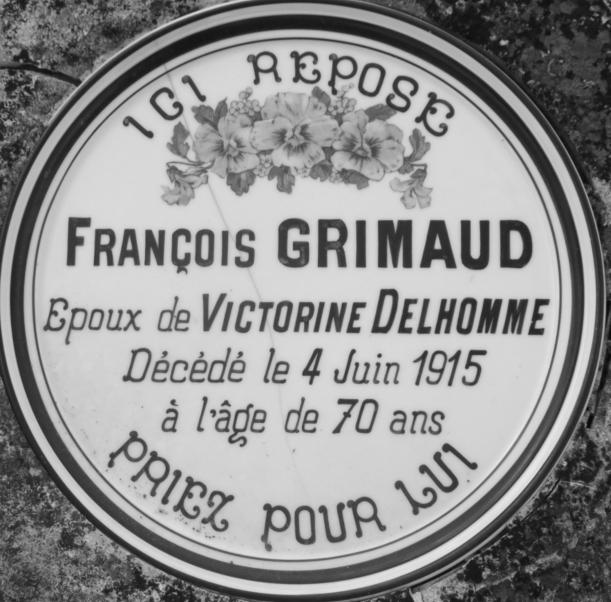 ICI REPOSE
FRANÇOIS GRIMAUD
Epoux de VICTORINE DELHOMME
Décédé le 4 Juin 1915
à l'âge de 70 ans
PRIEZ POUR LUI